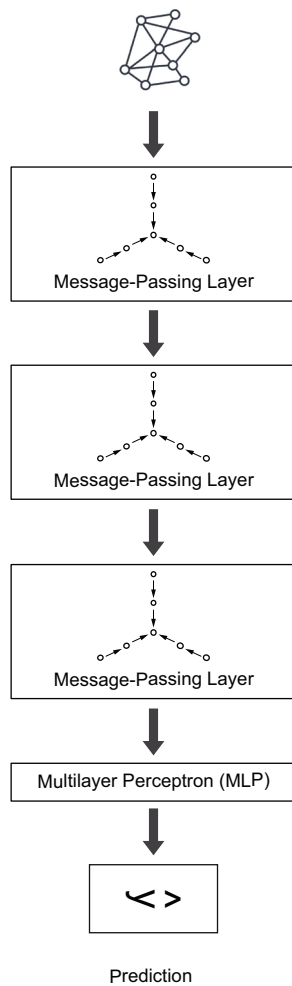 Message-Passing Layer
Message-Passing Layer
Message-Passing Layer
Multilayer Perceptron (MLP)
Prediction